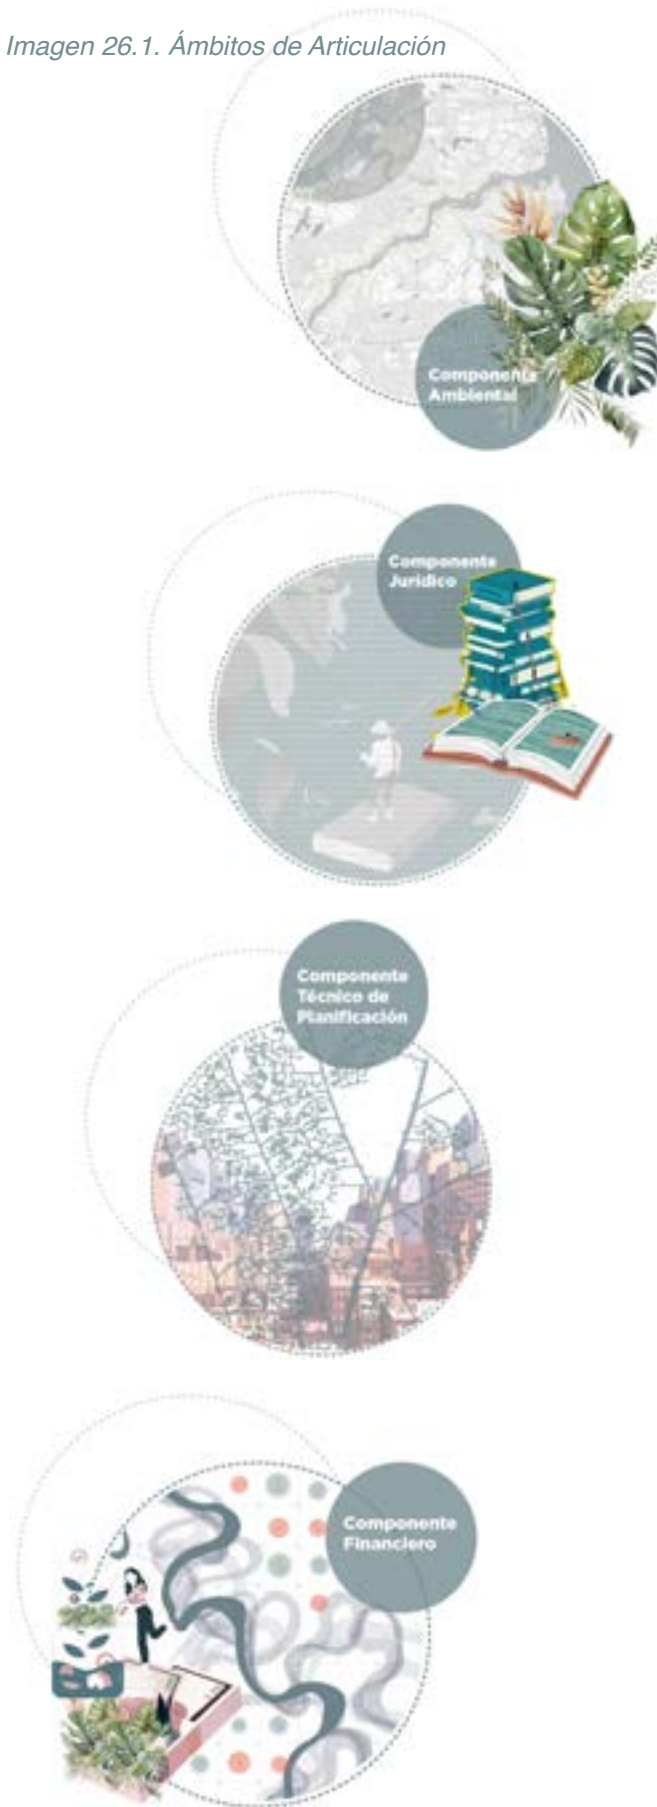 Imagen 26.1. Ámbitos de Articulación
Componente
Ambiental
Componente
Jurídico
Componente
Técnico de
Planificación
Componente
Financiero